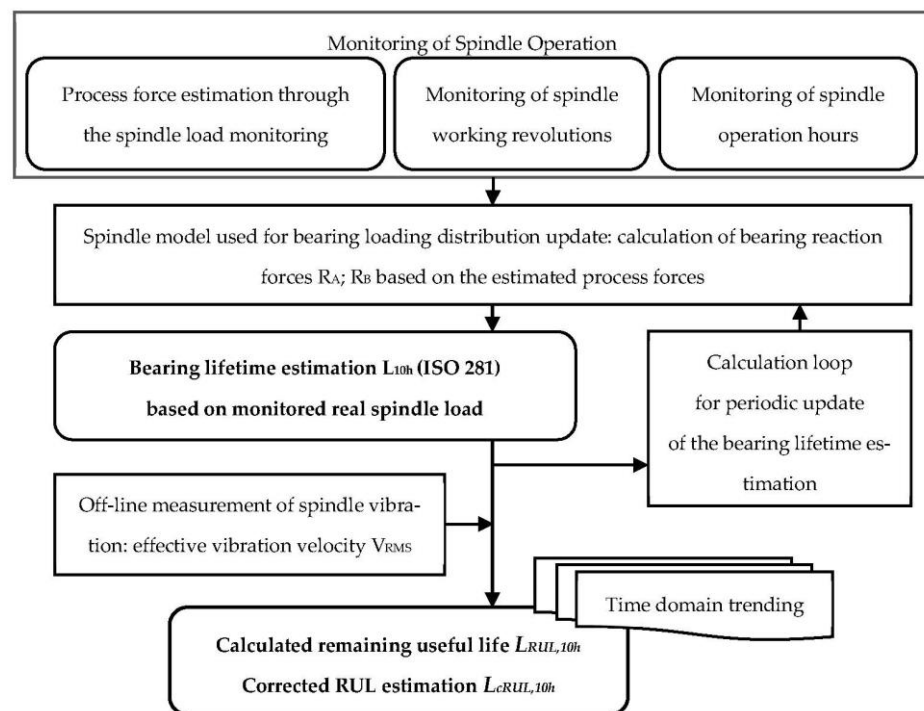 Monitoring of Spindle Operation
Process force estimation through
the spindle load monitoring
Monitoring of spindle
working revolutions
Monitoring of spindle
operation hours
Spindle model used for bearing loading distribution update: calculation of bearing reaction
forces RA; RB based on the estimated process forces
Bearing lifetime estimation L10h (ISO 281)
based on monitored real spindle load
Calculation loop
for periodic update
of the bearing lifetime es-
timation
Off-line measurement of spindle vibra-
tion: effective vibration velocity VRMS
Time domain trending
Calculated remaining useful life LRUL,10h
Corrected RUL estimation LcRUL,10h